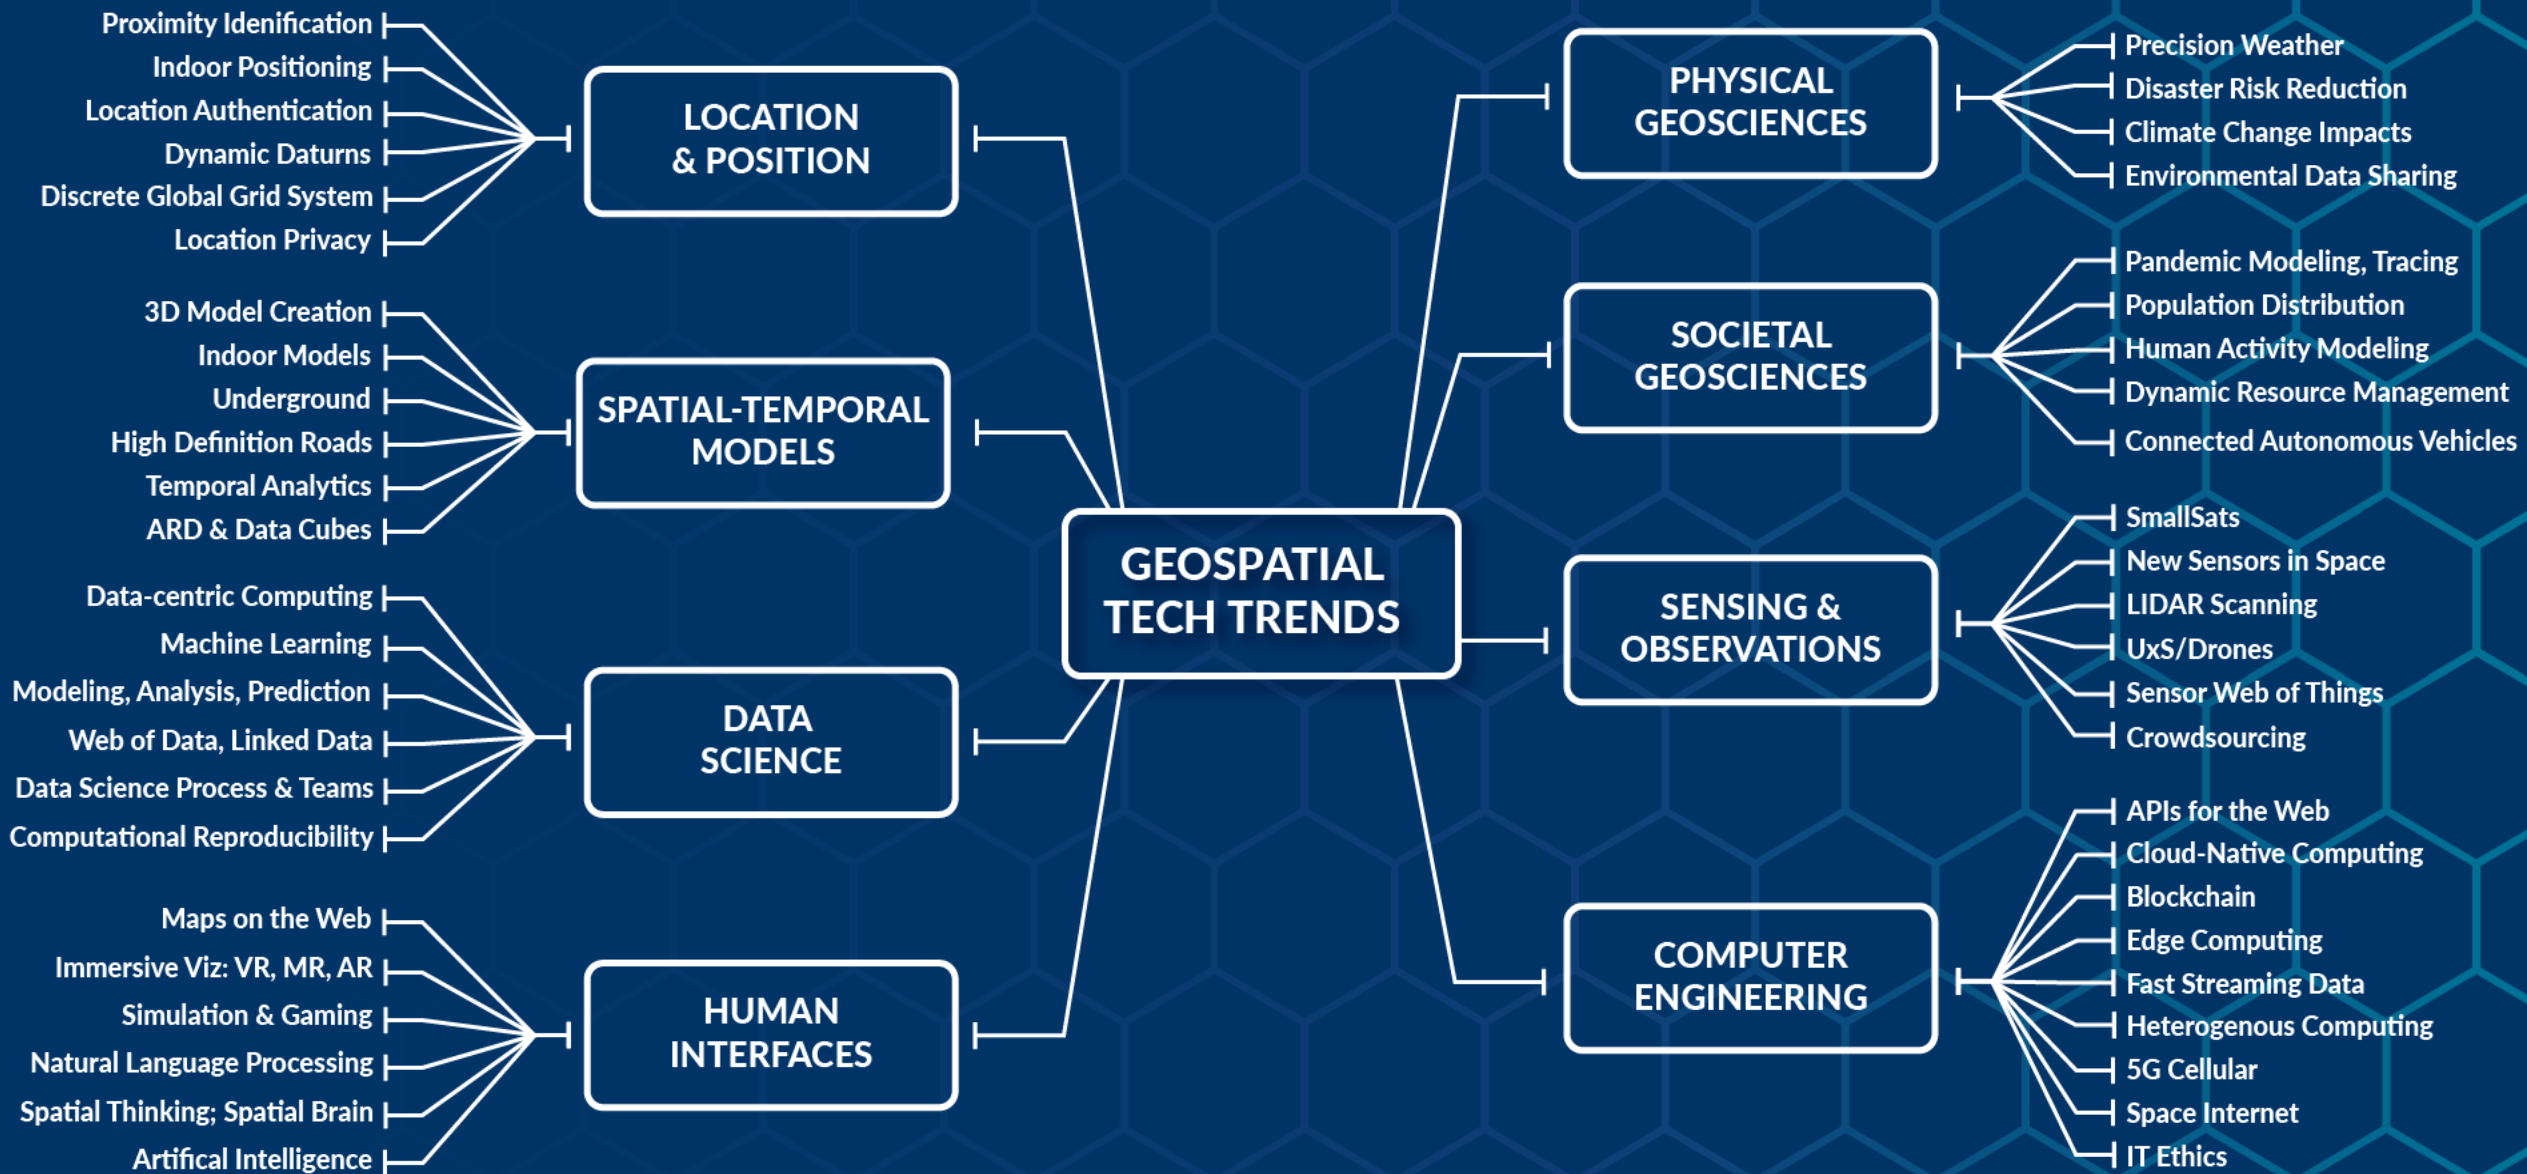 Proximity Idenification
Indoor Positioning
Location Authentication
Dynamic Daturns
Discrete Global Grid System
Location Privacy
LOCATION
& POSITION
3D Model Creation
Indoor Models
Underground
High Definition Roads
Temporal Analytics
ARD & Data Cubes
SPATIAL-TEMPORAL
MODELS
Data-centric Computing
Machine Learning
Modeling, Analysis, Prediction
Web of Data, Linked Data
Data Science Process & Teams
Computational Reproducibility
DATA
SCIENCE
Maps on the Web
Immersive Viz: VR, MR, AR
Simulation & Gaming
Natural Language Processing
Spatial Thinking; Spatial Brain
Artifical Intelligence
HUMAN
INTERFACES
GEOSPATIAL
TECH TRENDS
PHYSICAL
GEOSCIENCES
Precision Weather
Disaster Risk Reduction
Climate Change Impacts
Environmental Data Sharing
SOCIETAL
GEOSCIENCES
Pandemic Modeling, Tracing
Population Distribution
Human Activity Modeling
Dynamic Resource Management
Connected Autonomous Vehicles
SENSING &
OBSERVATIONS
SmallSats
New Sensors in Space
LIDAR Scanning
UxS/Drones
Sensor Web of Things
Crowdsourcing
COMPUTER
ENGINEERING
APIs for the Web
Cloud-Native Computing
Blockchain
Edge Computing
Fast Streaming Data
Heterogenous Computing
5G Cellular
Space Internet
IT Ethics